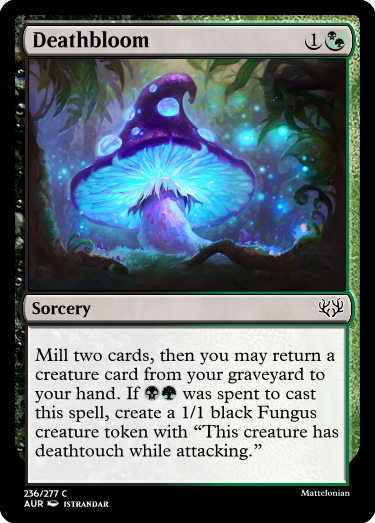 Deathbloom 1
Sorcery
Mill two cards, then you may return a
creature card from your graveyard to
your hand. If was spent to cast
this spell, create a 1/1 black Fungus
creature token with “This creature has
deathtouch while attacking.”
236/277 C Mattelonian
AUR ISTRANDAR